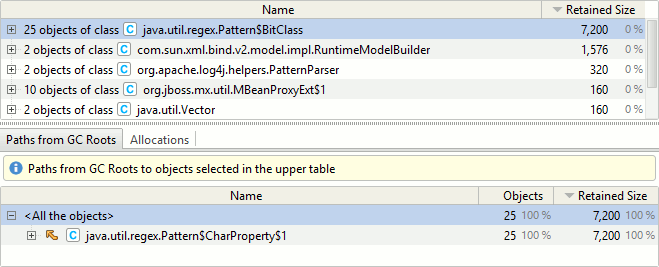 Name Retained Size
25 objects of class C java.util.regex.Pattern$BitClass 7,200 0 %
2 objects of class C com.sun.xml.bind.v2.model.impl.RuntimeModelBuilder 1,576 0 %
2 objects of class C org.apache.log4j.helpers.PatternParser 320 0 %
10 objects of class C org.jboss.mx.util.MBeanProxyExt$1 160 0 %
2 objects of class C java.util.Vector 160 0 %
Paths from GC Roots Allocations
Paths from GC Roots to objects selected in the upper table
Name Objects Retained Size
<All the objects> 25 100 % 7,200 100 %
C java.util.regex.Pattern$CharProperty$1 25 100 % 7,200 100 %